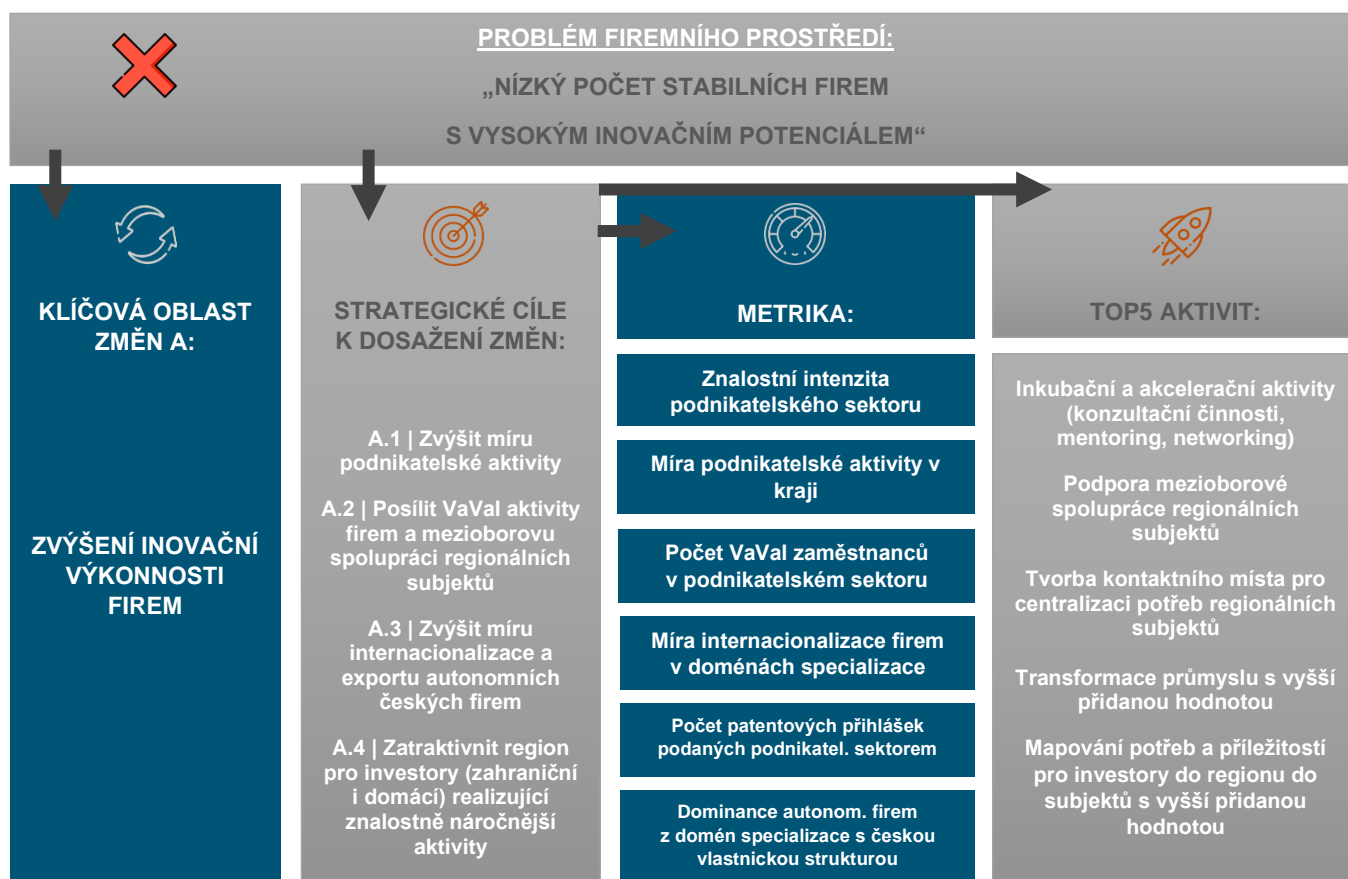 PROBLÉM FIREMNÍHO PROSTŘEDÍ:
„NÍZKÝ POČET STABILNÍCH FIREM
S VYSOKÝM INOVAČNÍM POTENCIÁLEM“
KLÍČOVÁ OBLAST
ZMĚN A:
ZVÝŠENÍ INOVAČNÍ
VÝKONNOSTI
FIREM
STRATEGICKÉ CÍLE
K DOSAŽENÍ ZMĚN:
A.1 | Zvýšit míru
podnikatelské aktivity
A.2 | Posílit VaVaI aktivity
firem a mezioborovu
spolupráci regionálních
subjektů
A.3 | Zvýšit míru
internacionalizace a
exportu autonomních
českých firem
A.4 | Zatraktivnit region
pro investory (zahraniční
i domácí) realizující
znalostně náročnější
aktivity
METRIKA:
Znalostní intenzita
podnikatelského sektoru
Míra podnikatelské aktivity v
kraji
Počet VaVaI zaměstnanců
v podnikatelském sektoru
Míra internacionalizace firem
v doménách specializace
Počet patentových přihlášek
podaných podnikatel. sektorem
Dominance autonom. firem
z domén specializace s českou
vlastnickou strukturou
TOP5 AKTIVIT:
Inkubační a akcelerační aktivity
(konzultační činnosti,
mentoring, networking)
Podpora mezioborové
spolupráce regionálních
subjektů
Tvorba kontaktního místa pro
centralizaci potřeb regionálních
subjektů
Transformace průmyslu s vyšší
přidanou hodnotou
Mapování potřeb a příležitostí
pro investory do regionu do
subjektů s vyšší přidanou
hodnotou